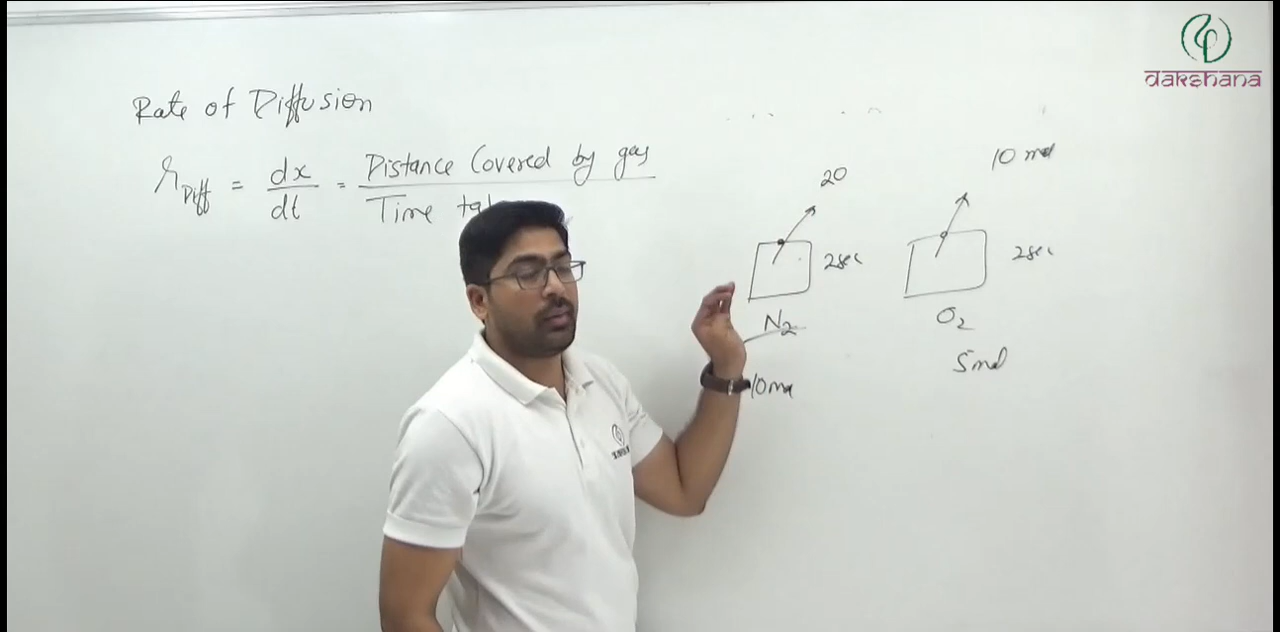 dakshana
Rate of Diffusion
r Diff = dx/dt = Distance Covered by gas
Time
10 mol
20
2sec
2sec
N2
O2
5mol
10mol